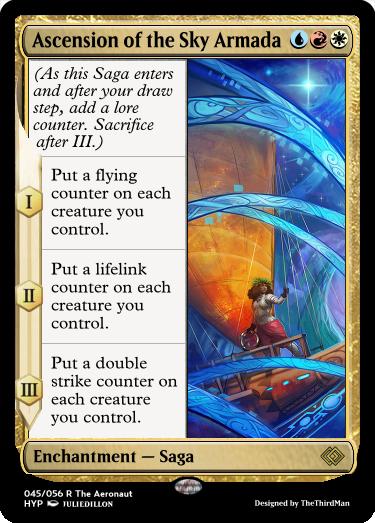 Ascension of the Sky Armada
(As this Saga enters
and after your draw
step, add a lore
counter. Sacrifice
after III.)
I
Put a flying
counter on each
creature you
control.
II
Put a lifelink
counter on each
creature you
control.
III
Put a double
strike counter on
each creature
you control.
Enchantment — Saga
045/056 R The Aeronaut
HYP JULIEDILLON
Designed by TheThirdMan